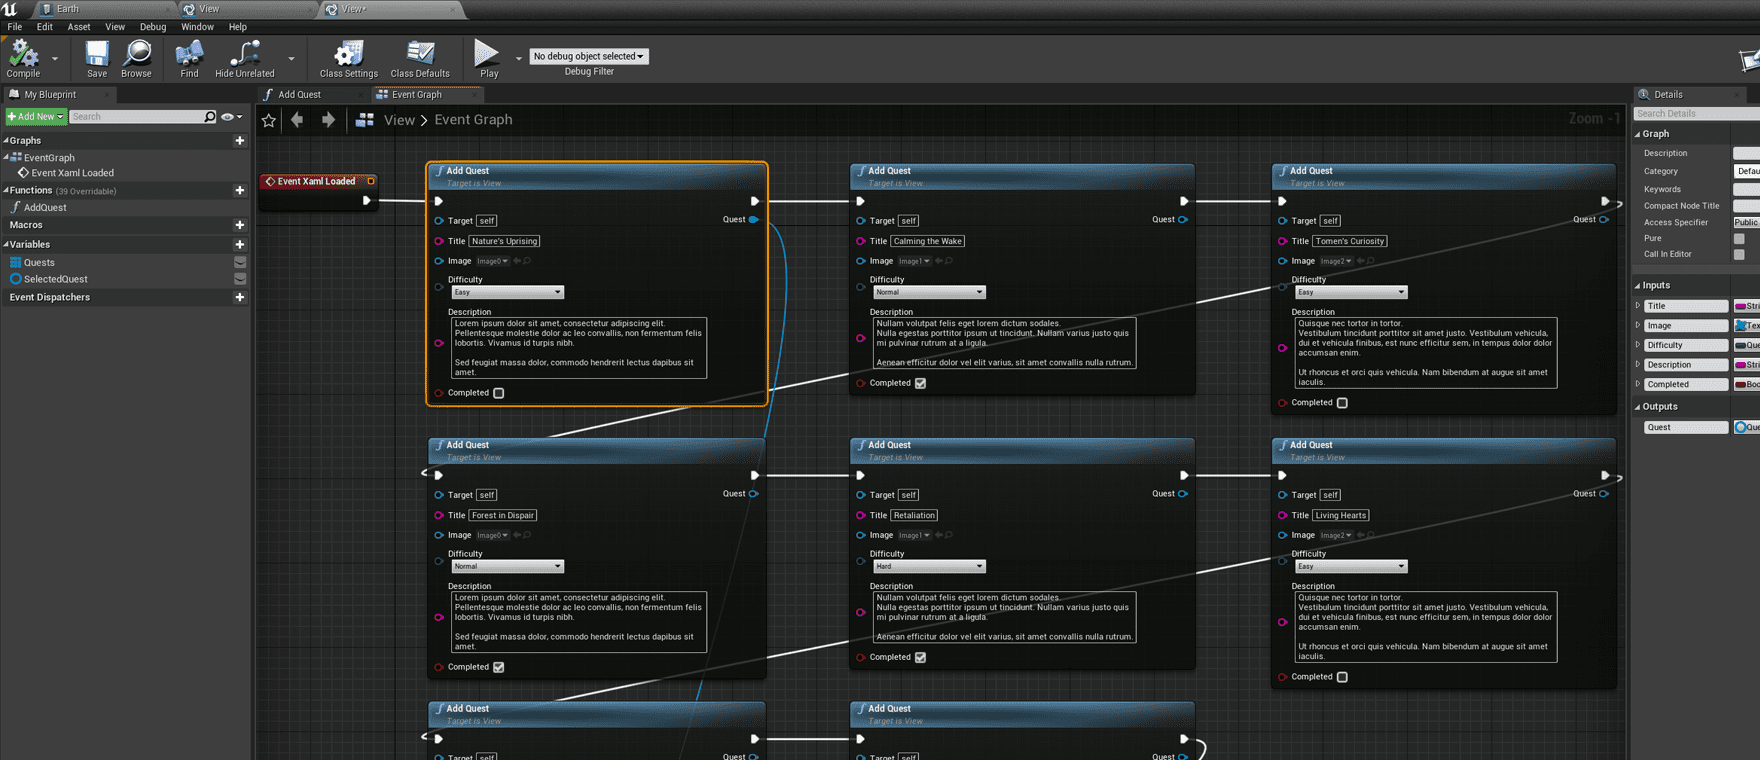 Earth
View
View*
File Edit Asset View Debug Window Help
Compile
Save
Browse
Find
Hide Unrelated
Class Settings
Class Defaults
Play
No debug object selected
Debug Filter
My Blueprint
Add Quest
Event Graph
Details
+Add New
Search
View > Event Graph
Zoom -1
Search Details
Graphs
EventGraph
Event Xaml Loaded
Functions (39 Overridable)
AddQuest
Macros
Variables
Quests
SelectedQuest
Event Dispatchers
Event Xaml Loaded
Add Quest
Target is View
Target self
Quest
Title Nature's Uprising
Image Image0
Difficulty
Easy
Description
Lorem ipsum dolor sit amet, consectetur adipiscing elit.
Pellentesque molestie dolor ac leo convallis, non fermentum felis
lobortis. Vivamus id turpis nibh.
Sed feugiat massa dolor, commodo hendrerit lectus dapibus sit
amet.
Completed
Add Quest
Target is View
Target self
Quest
Title Calming the Wake
Image Image1
Difficulty
Normal
Description
Nullam volutpat felis eget lorem dictum sodales.
Nulla egestas porttitor ipsum ut tincidunt. Nullam varius justo quis
mi pulvinar rutrum at a ligula.
Aenean efficitur dolor vel elit varius, sit amet convallis nulla rutrum.
Completed
Add Quest
Target is View
Target self
Quest
Title Tomen's Curiosity
Image Image2
Difficulty
Easy
Description
Quisque nec tortor in tortor.
Vestibulum tincidunt porttitor sit amet justo. Vestibulum vehicula,
dui et vehicula finibus, est nunc efficitur sem, in tempus dolor dolor
accumsan enim.
Ut rhoncus et orci quis vehicula. Nam bibendum at augue sit amet
iaculis.
Completed
Add Quest
Target is View
Target self
Quest
Title Forest in Dispair
Image Image0
Difficulty
Normal
Description
Lorem ipsum dolor sit amet, consectetur adipiscing elit.
Pellentesque molestie dolor ac leo convallis, non fermentum felis
lobortis. Vivamus id turpis nibh.
Sed feugiat massa dolor, commodo hendrerit lectus dapibus sit
amet.
Completed
Add Quest
Target is View
Target self
Quest
Title Retaliation
Image Image1
Difficulty
Hard
Description
Nullam volutpat felis eget lorem dictum sodales.
Nulla egestas porttitor ipsum ut tincidunt. Nullam varius justo quis
mi pulvinar rutrum at a ligula.
Aenean efficitur dolor vel elit varius, sit amet convallis nulla rutrum.
Completed
Add Quest
Target is View
Target self
Quest
Title Living Hearts
Image Image2
Difficulty
Easy
Description
Quisque nec tortor in tortor.
Vestibulum tincidunt porttitor sit amet justo. Vestibulum vehicula,
dui et vehicula finibus, est nunc efficitur sem, in tempus dolor dolor
accumsan enim.
Ut rhoncus et orci quis vehicula. Nam bibendum at augue sit amet
iaculis.
Completed
Add Quest
Target is View
Target self
Quest
Add Quest
Target is View
Target self
Quest
Graph
Description
Category Defau
Keywords
Compact Node Title
Access Specifier Public
Pure
Call In Editor
Inputs
Title Stri
Image Tex
Difficulty Que
Description Stri
Completed Boo
Outputs
Quest Que